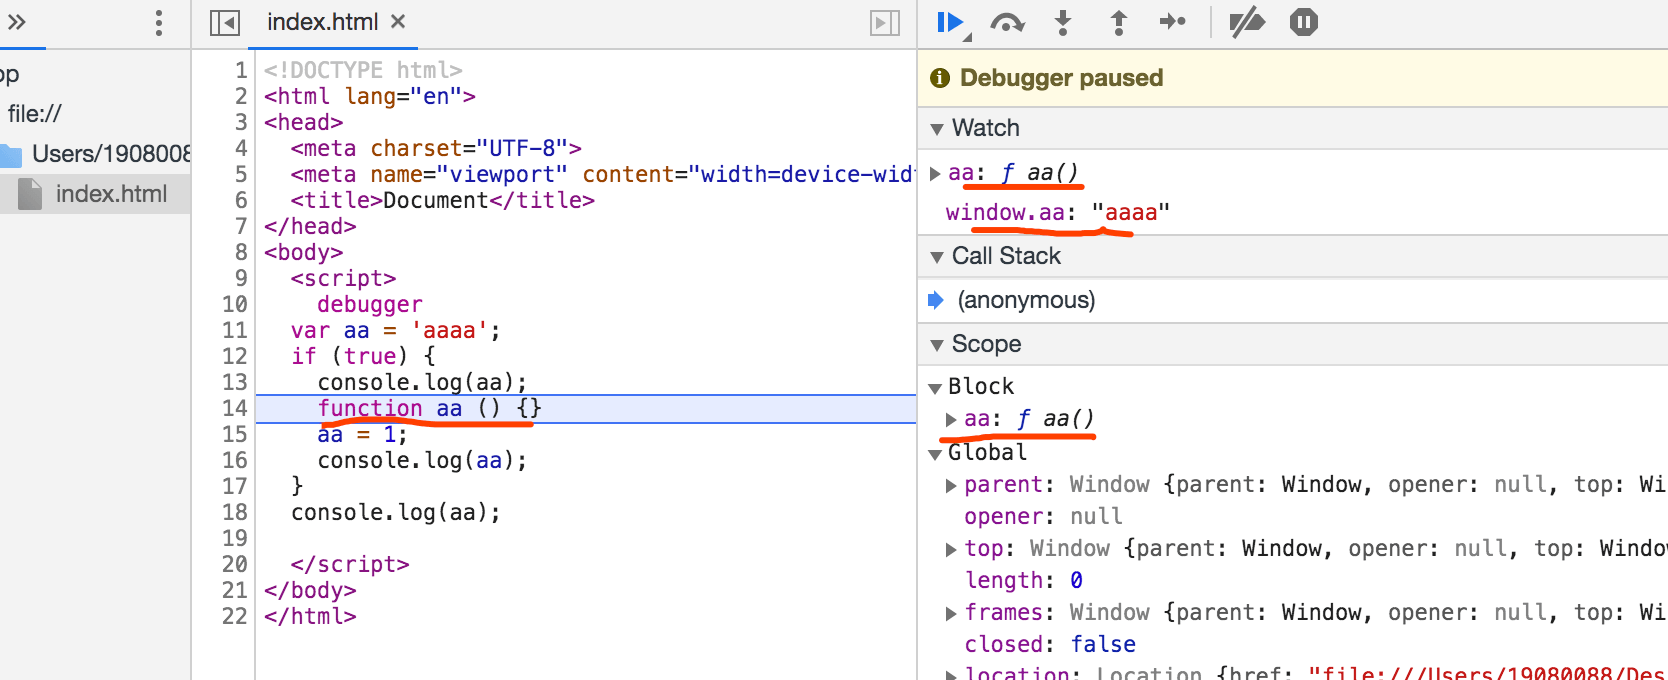 index.html
Debugger paused
op
file://
Users/1908008
index.html
1 <!DOCTYPE html>
2 <html lang="en">
3 <head>
4 <meta charset="UTF-8">
5 <meta name="viewport" content="width=device-wid
6 <title>Document</title>
7 </head>
8 <body>
9 <script>
10 debugger
11 var aa = 'aaaa';
12 if (true) {
13 console.log(aa);
14 function aa () {}
15 aa = 1;
16 console.log(aa);
17 }
18 console.log(aa);
19
20 </script>
21 </body>
22 </html>
Watch
aa: ƒ aa()
window.aa: "aaaa"
Call Stack
(anonymous)
Scope
Block
aa: ƒ aa()
Global
parent: Window {parent: Window, opener: null, top: Wi
opener: null
top: Window {parent: Window, opener: null, top: Windo
length: 0
frames: Window {parent: Window, opener: null, top: Wi
closed: false
location: Location {href: "file:///Users/19080088/Des